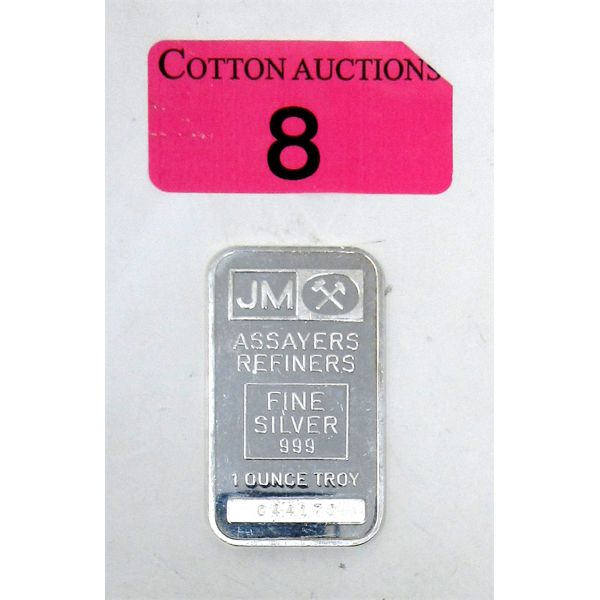 COTTON AUCTIONS
8
JM
ASSAYERS
REFINERS
FINE
SILVER
999
1 OUNCE TROY